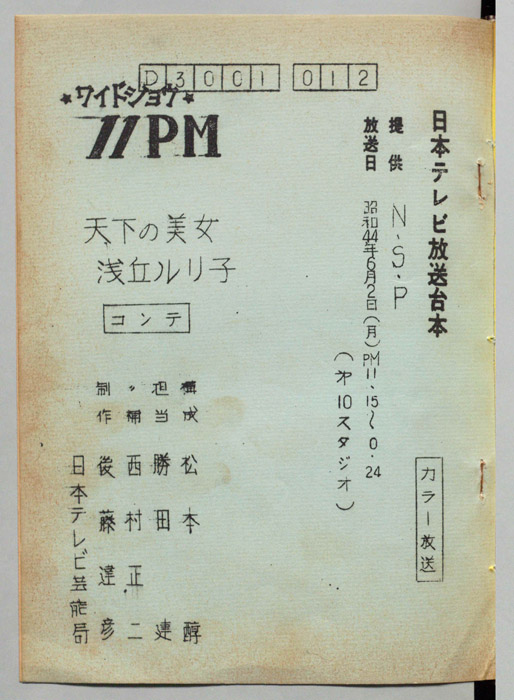 D3001 012
★ワイドショウ★
11PM
日本テレビ放送台本
提供 N.S.P
放送日 昭和44年6月2日(月)PM11.15〜0.24
(才10スタジオ)
カラー放送
天下の美女
浅丘ルリ子
コンテ
構成 松本 醇
担当 勝田 連
〃補 西村正二
制作 後藤達彦
日本テレビ芸能局